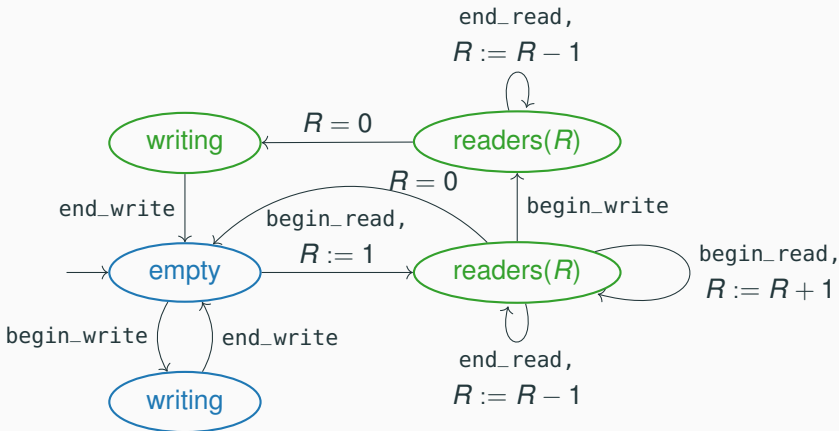 end_read,
R := R − 1
writing
R = 0
readers(R)
R = 0
end_write
begin_write
begin_read,
R := 1
empty
readers(R)
begin_read,
R := R + 1
begin_write
end_write
end_read,
R := R − 1
writing